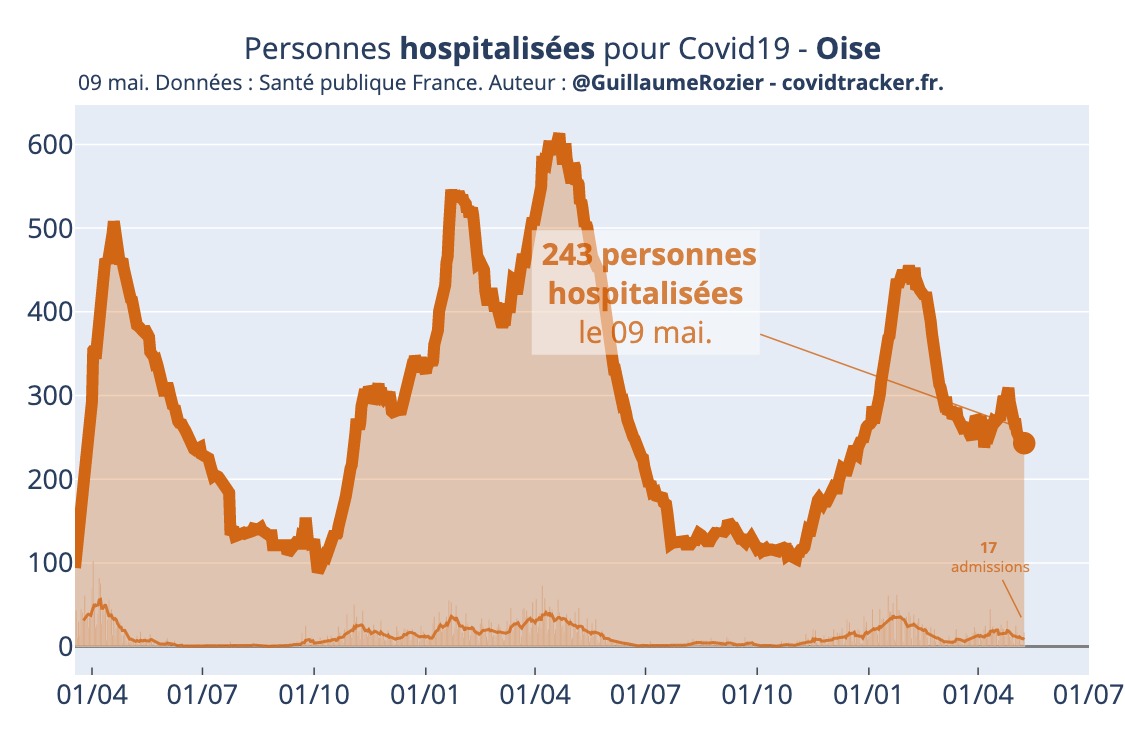 Personnes hospitalisées pour Covid19 - Oise
09 mai. Données : Santé publique France. Auteur : @GuillaumeRozier - covidtracker.fr.
600
500
400
300
200
100
0
243 personnes
hospitalisées
le 09 mai.
17
admissions
01/04 01/07 01/10 01/01 01/04 01/07 01/10 01/01 01/04 01/07